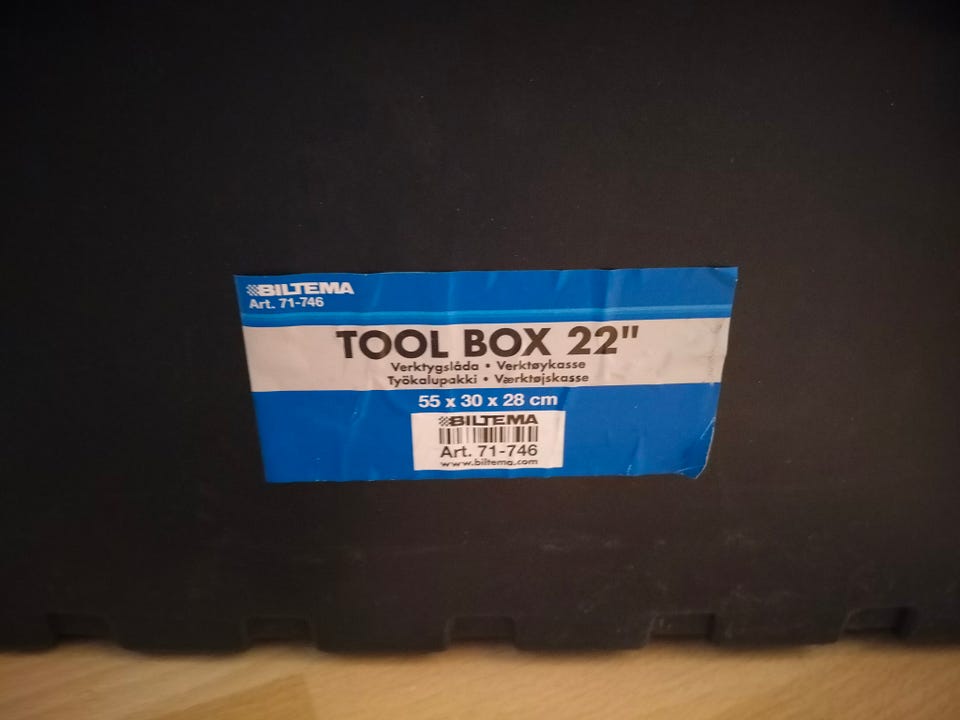 BILTEMA
Art. 71-746
TOOL BOX 22"
Verktygslåda • Verktøykasse
Työkalupakki • Værktøjskasse
55 x 30 x 28 cm
BILTEMA
Art. 71-746
www.biltema.com